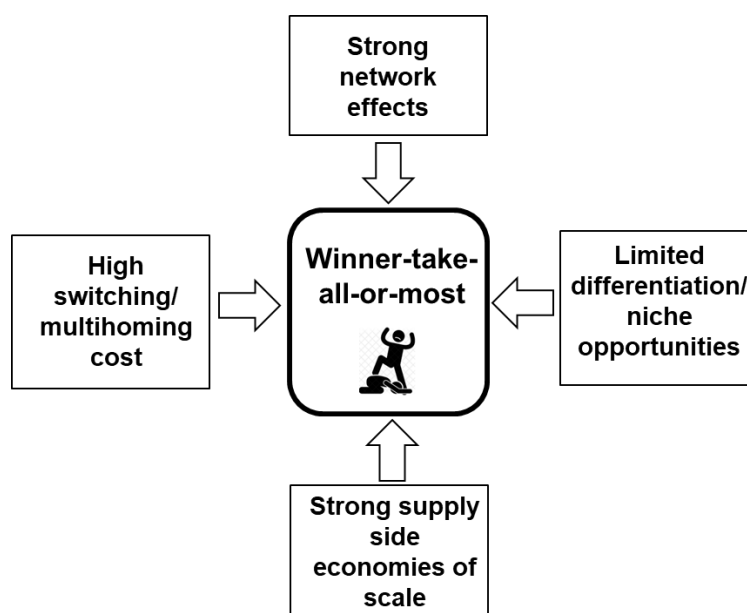 Strong
network
effects
High
switching/
multihoming
cost
Winner-take-
all-or-most
Limited
differentiation/
niche
opportunities
Strong supply
side
economies of
scale